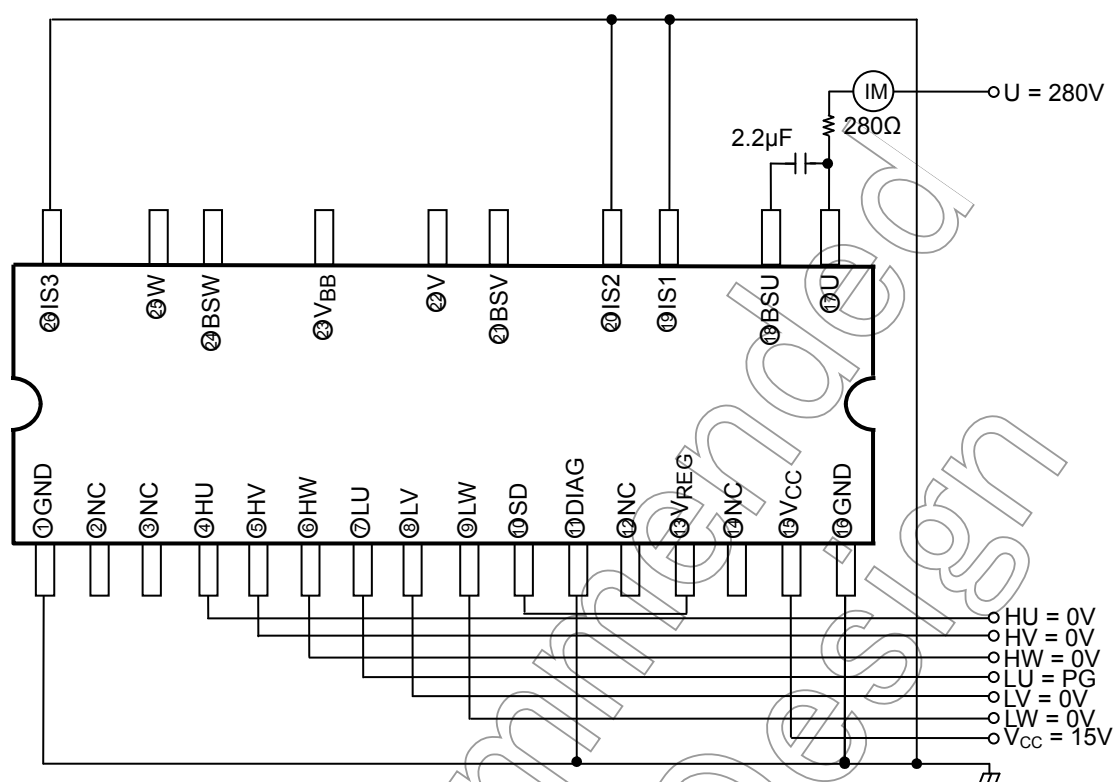 IM
U = 280V
280Ω
2.2μF
㉖IS3
㉕W
㉔BSW
㉓VBB
㉒V
㉑BSV
⑳IS2
⑲IS1
⑱BSU
⑰U
①GND
②NC
③NC
④HU
⑤HV
⑥HW
⑦LU
⑧LV
⑨LW
⑩SD
⑪DIAG
⑫NC
⑬VREG
⑭NC
⑮VCC
⑯GND
HU = 0V
HV = 0V
HW = 0V
LU = PG
LV = 0V
LW = 0V
VCC = 15V
mmended
esign